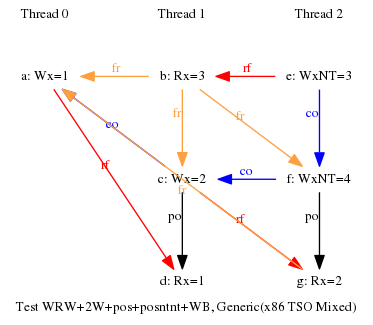 Thread 0 Thread 1 Thread 2
a: Wx=1 fr b: Rx=3 rf e: WxNT=3
co fr fr co
rf c: Wx=2 co f: WxNT=4
fr
po rf po
d: Rx=1 g: Rx=2
Test WRW+2W+pos+posntnt+WB, Generic(x86 TSO Mixed)